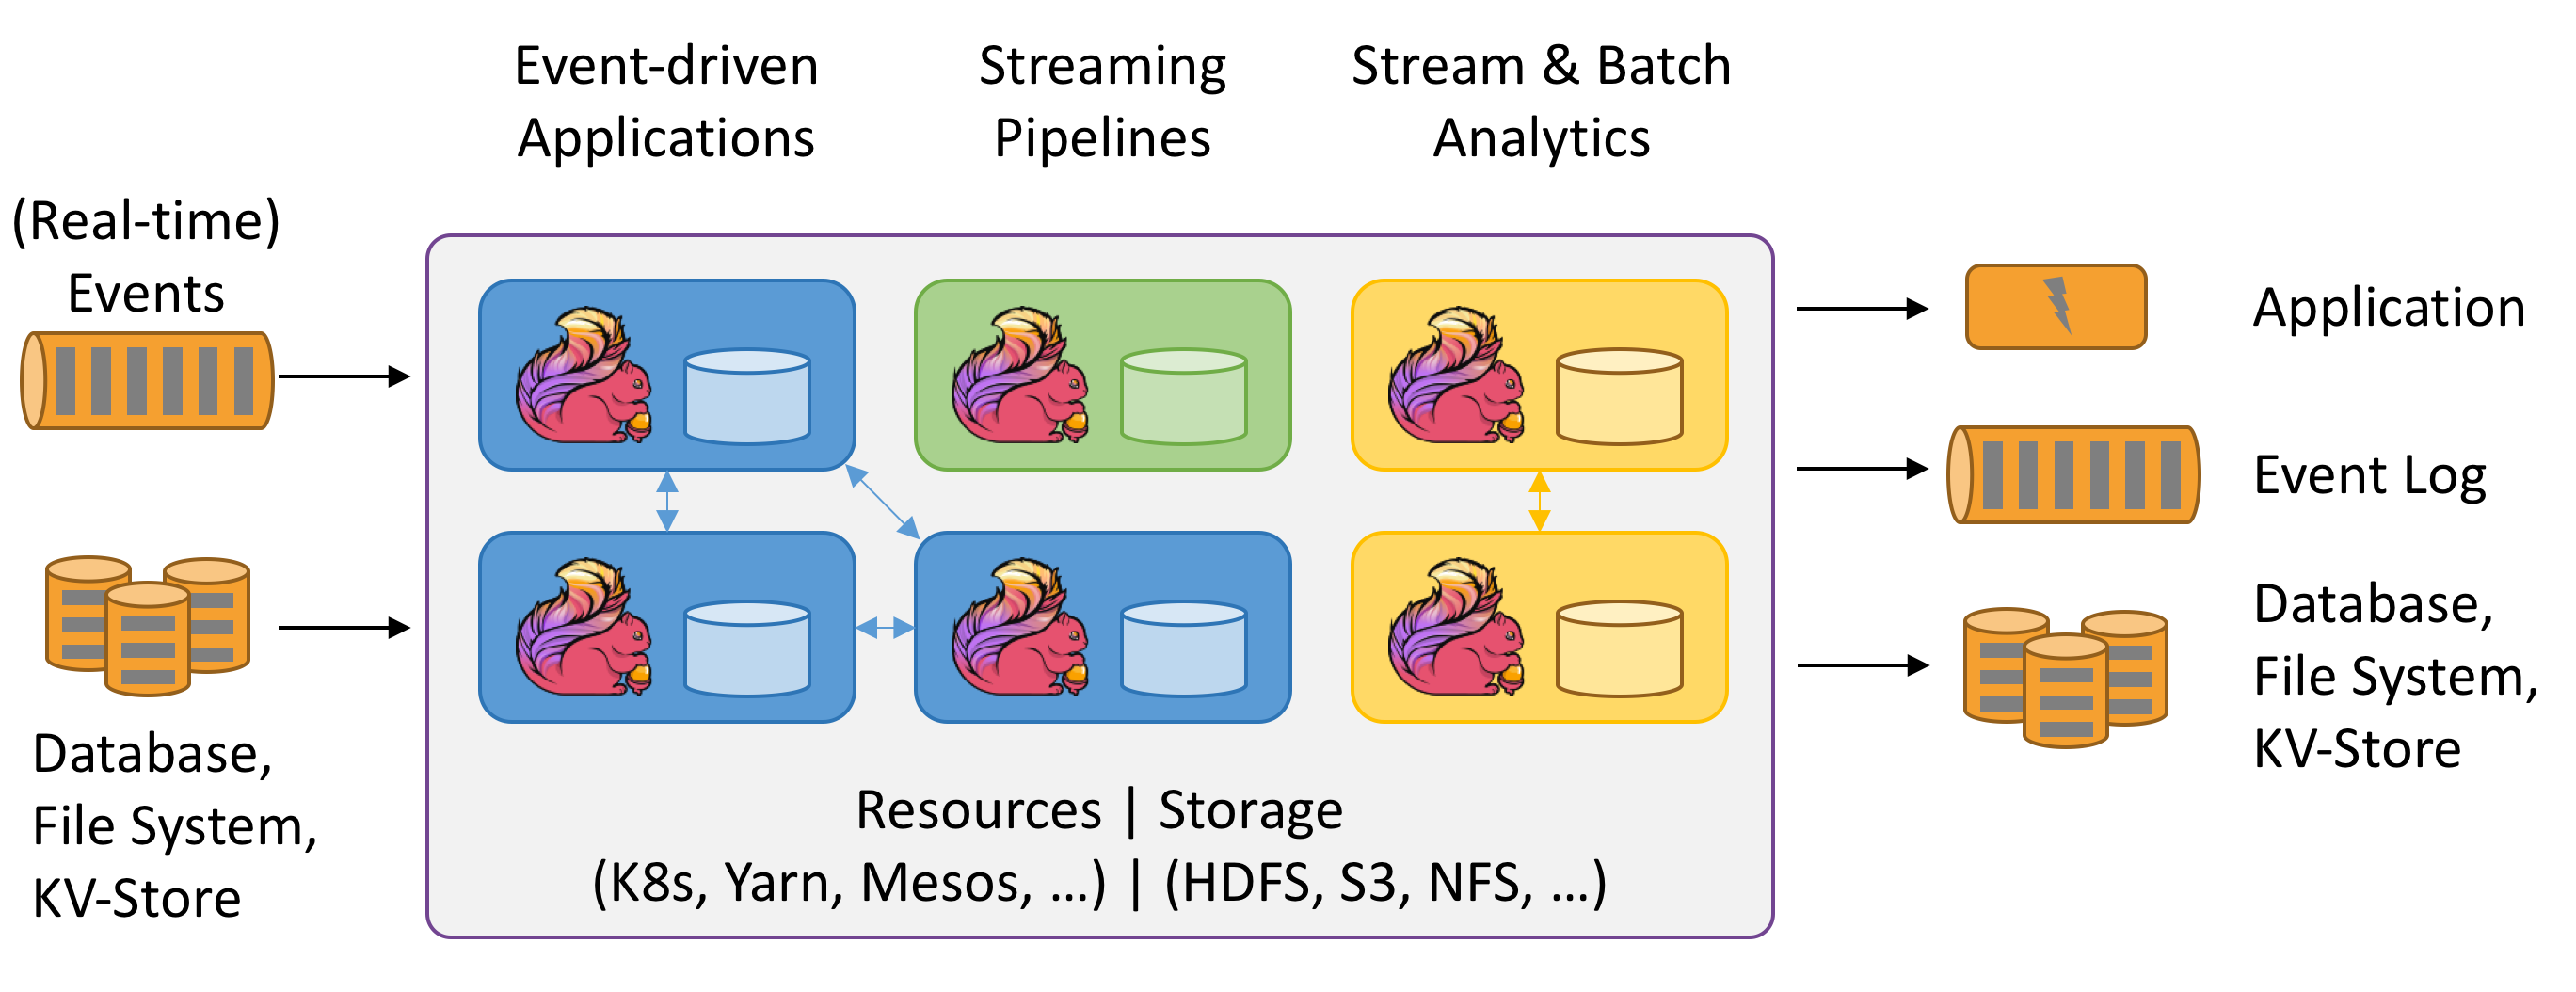 Event-driven
Applications
Streaming
Pipelines
Stream & Batch
Analytics
(Real-time)
Events
Database,
File System,
KV-Store
Resources | Storage
(K8s, Yarn, Mesos, ...) | (HDFS, S3, NFS, ...)
Application
Event Log
Database,
File System,
KV-Store